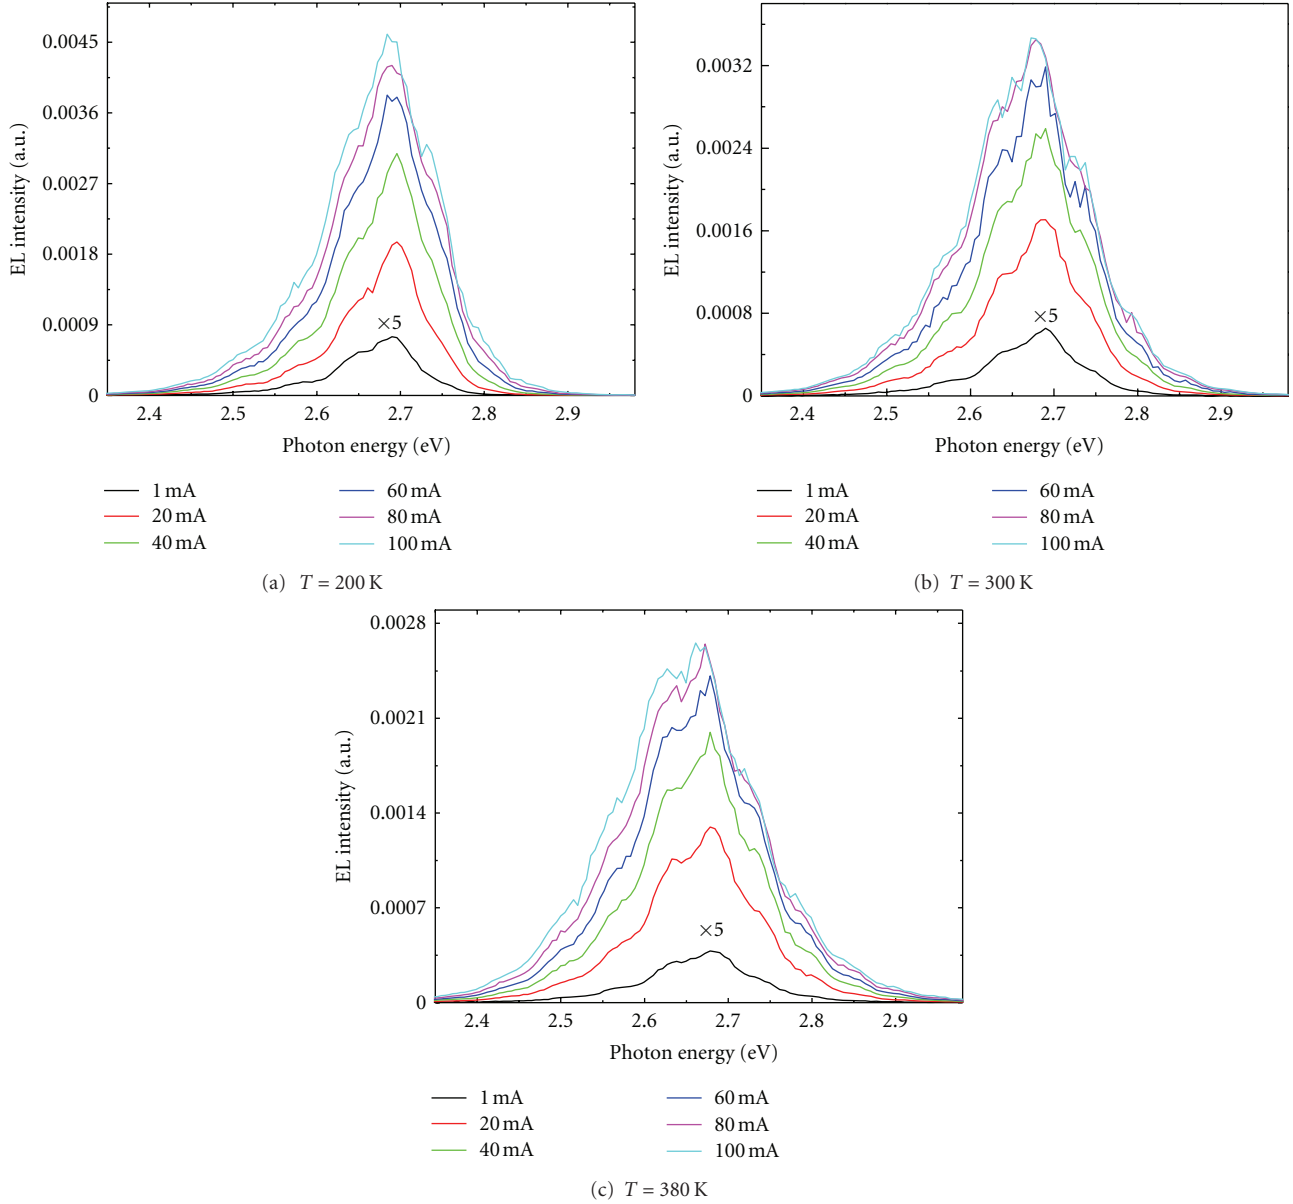 0.0045
0.0036
0.0027
0.0018
0.0009
0
EL intensity (a.u.)
×5
2.4 2.5 2.6 2.7 2.8 2.9
Photon energy (eV)
1 mA 60 mA
20 mA 80 mA
40 mA 100 mA
(a) T = 200 K
0.0032
0.0024
0.0016
0.0008
0
EL intensity (a.u.)
×5
2.4 2.5 2.6 2.7 2.8 2.9
Photon energy (eV)
1 mA 60 mA
20 mA 80 mA
40 mA 100 mA
(b) T = 300 K
0.0028
0.0021
0.0014
0.0007
0
EL intensity (a.u.)
×5
2.4 2.5 2.6 2.7 2.8 2.9
Photon energy (eV)
1 mA 60 mA
20 mA 80 mA
40 mA 100 mA
(c) T = 380 K